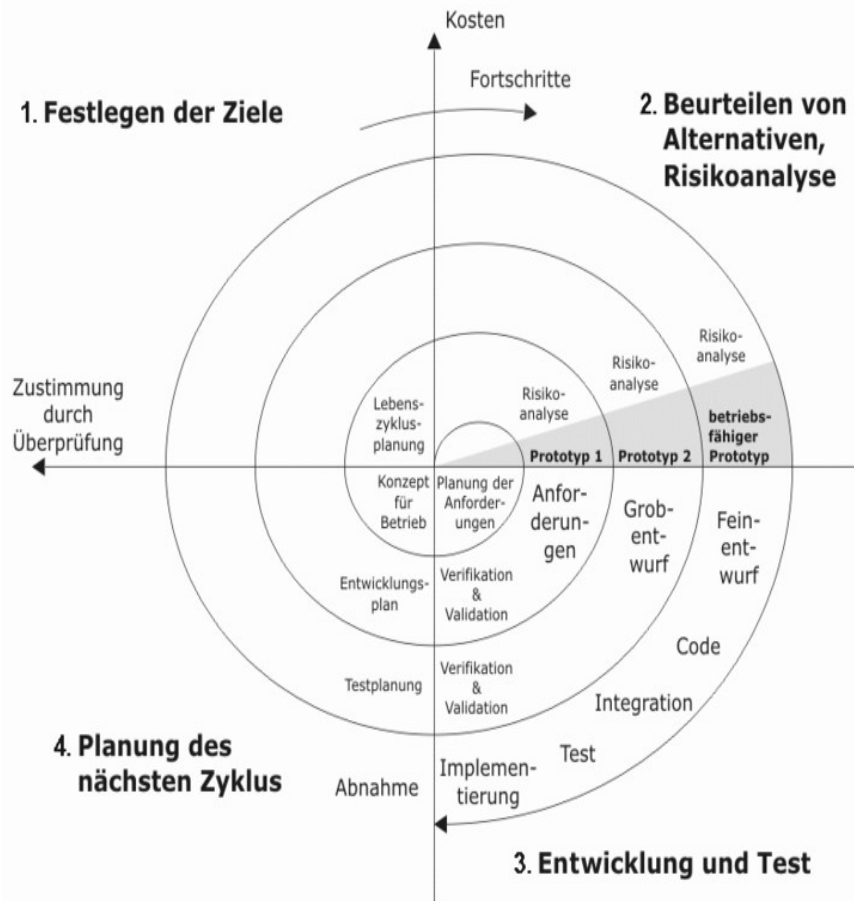 Kosten
Fortschritte
1. Festlegen der Ziele
2. Beurteilen von
Alternativen,
Risikoanalyse
Risiko-
analyse
Risiko-
analyse
Risiko-
analyse
Zustimmung
durch
Überprüfung
Lebens-
zyklus-
planung
Prototyp 1
Prototyp 2
betriebs-
fähiger
Prototyp
Konzept
für
Betrieb
Planung der
Anforder-
ungen
Anfor-
derun-
gen
Grob-
ent-
wurf
Fein-
ent-
wurf
Entwicklungs-
plan
Verifikation
&
Validation
Code
Testplanung
Verifikation
&
Validation
Integration
Test
4. Planung des
nächsten Zyklus
Abnahme
Implemen-
tierung
3. Entwicklung und Test